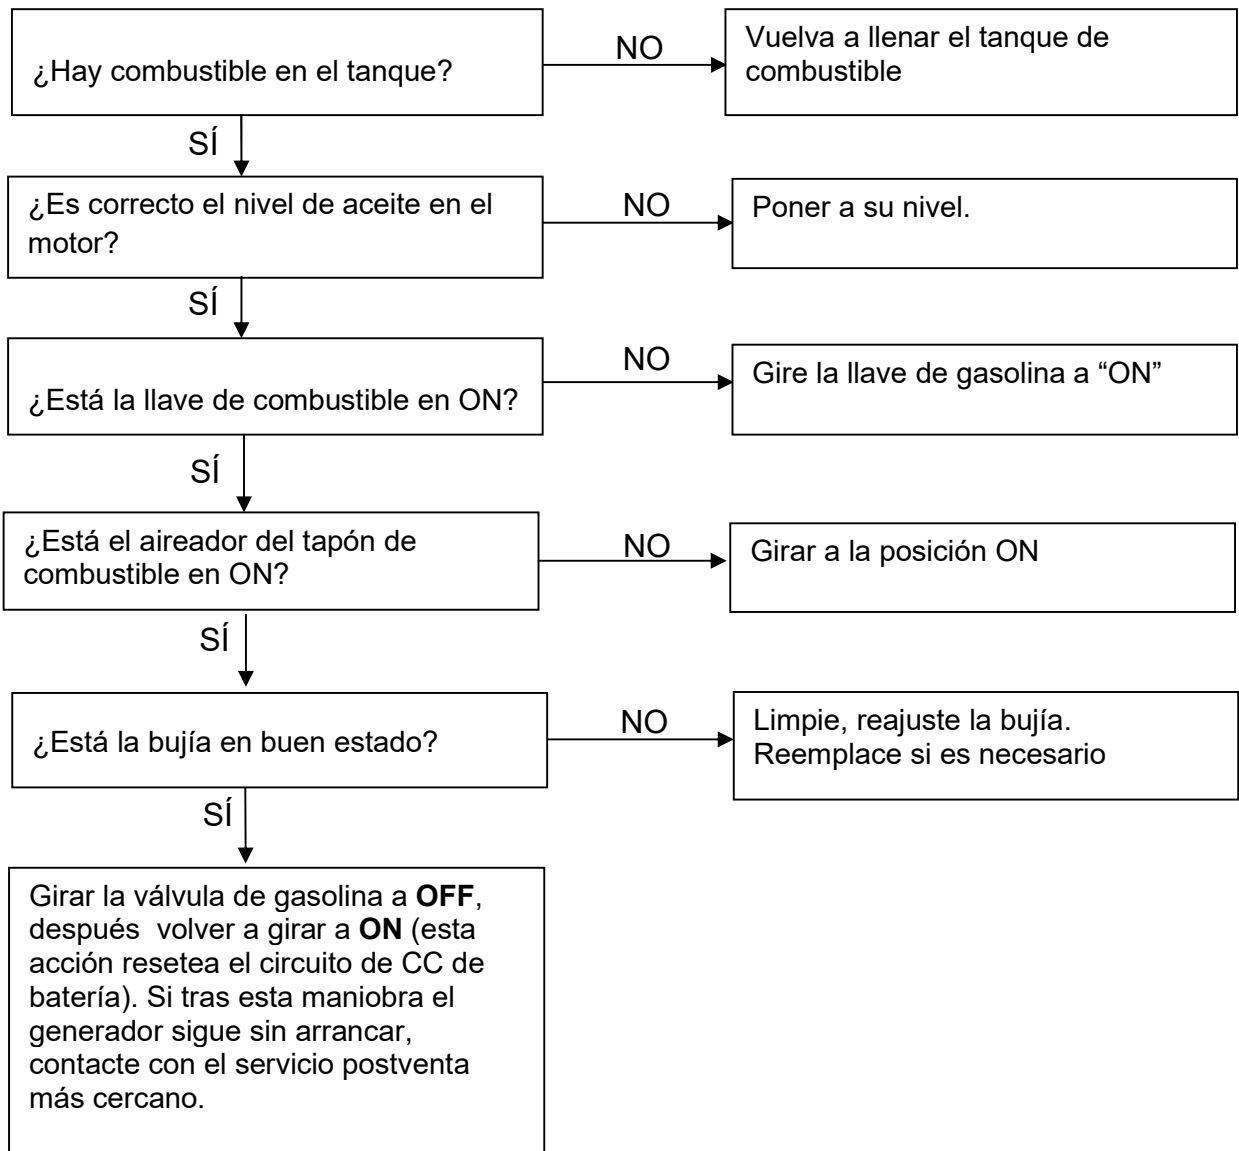 ¿Hay combustible en el tanque?
NO
Vuelva a llenar el tanque de
combustible
SÍ
¿Es correcto el nivel de aceite en el
motor?
NO
Poner a su nivel.
SÍ
¿Está la llave de combustible en ON?
NO
Gire la llave de gasolina a “ON”
SÍ
¿Está el aireador del tapón de
combustible en ON?
NO
Girar a la posición ON
SÍ
¿Está la bujía en buen estado?
NO
Limpie, reajuste la bujía.
Reemplace si es necesario
SÍ
Girar la válvula de gasolina a OFF,
después  volver a girar a ON (esta
acción resetea el circuito de CC de
batería). Si tras esta maniobra el
generador sigue sin arrancar,
contacte con el servicio postventa
más cercano.